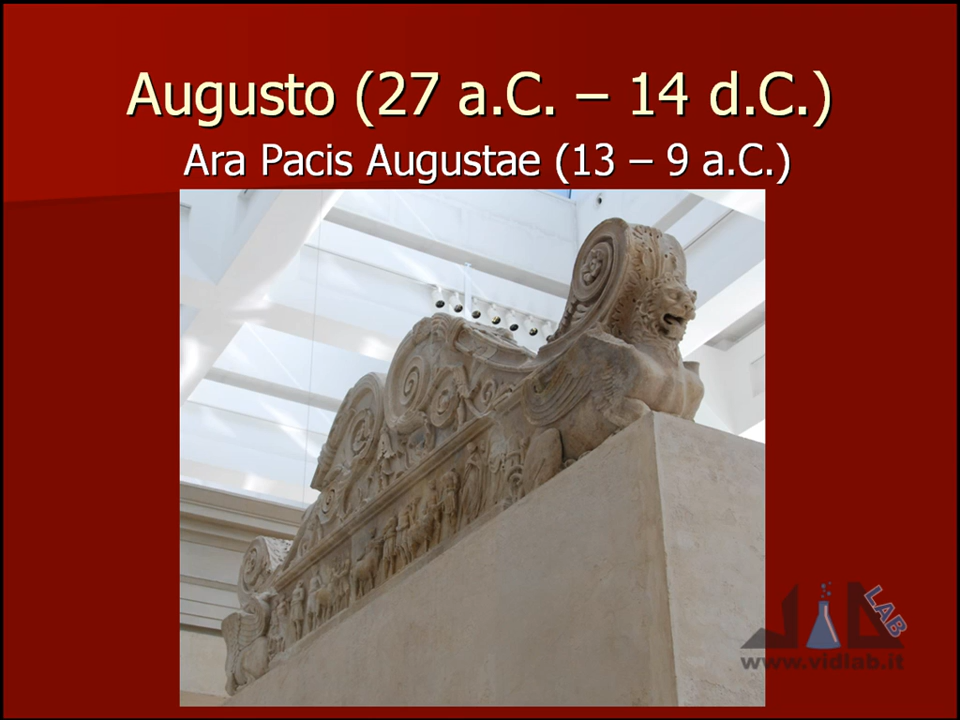 Augusto (27 a.C. – 14 d.C.)
Ara Pacis Augustae (13 – 9 a.C.)
LAB
www.vidlab.it